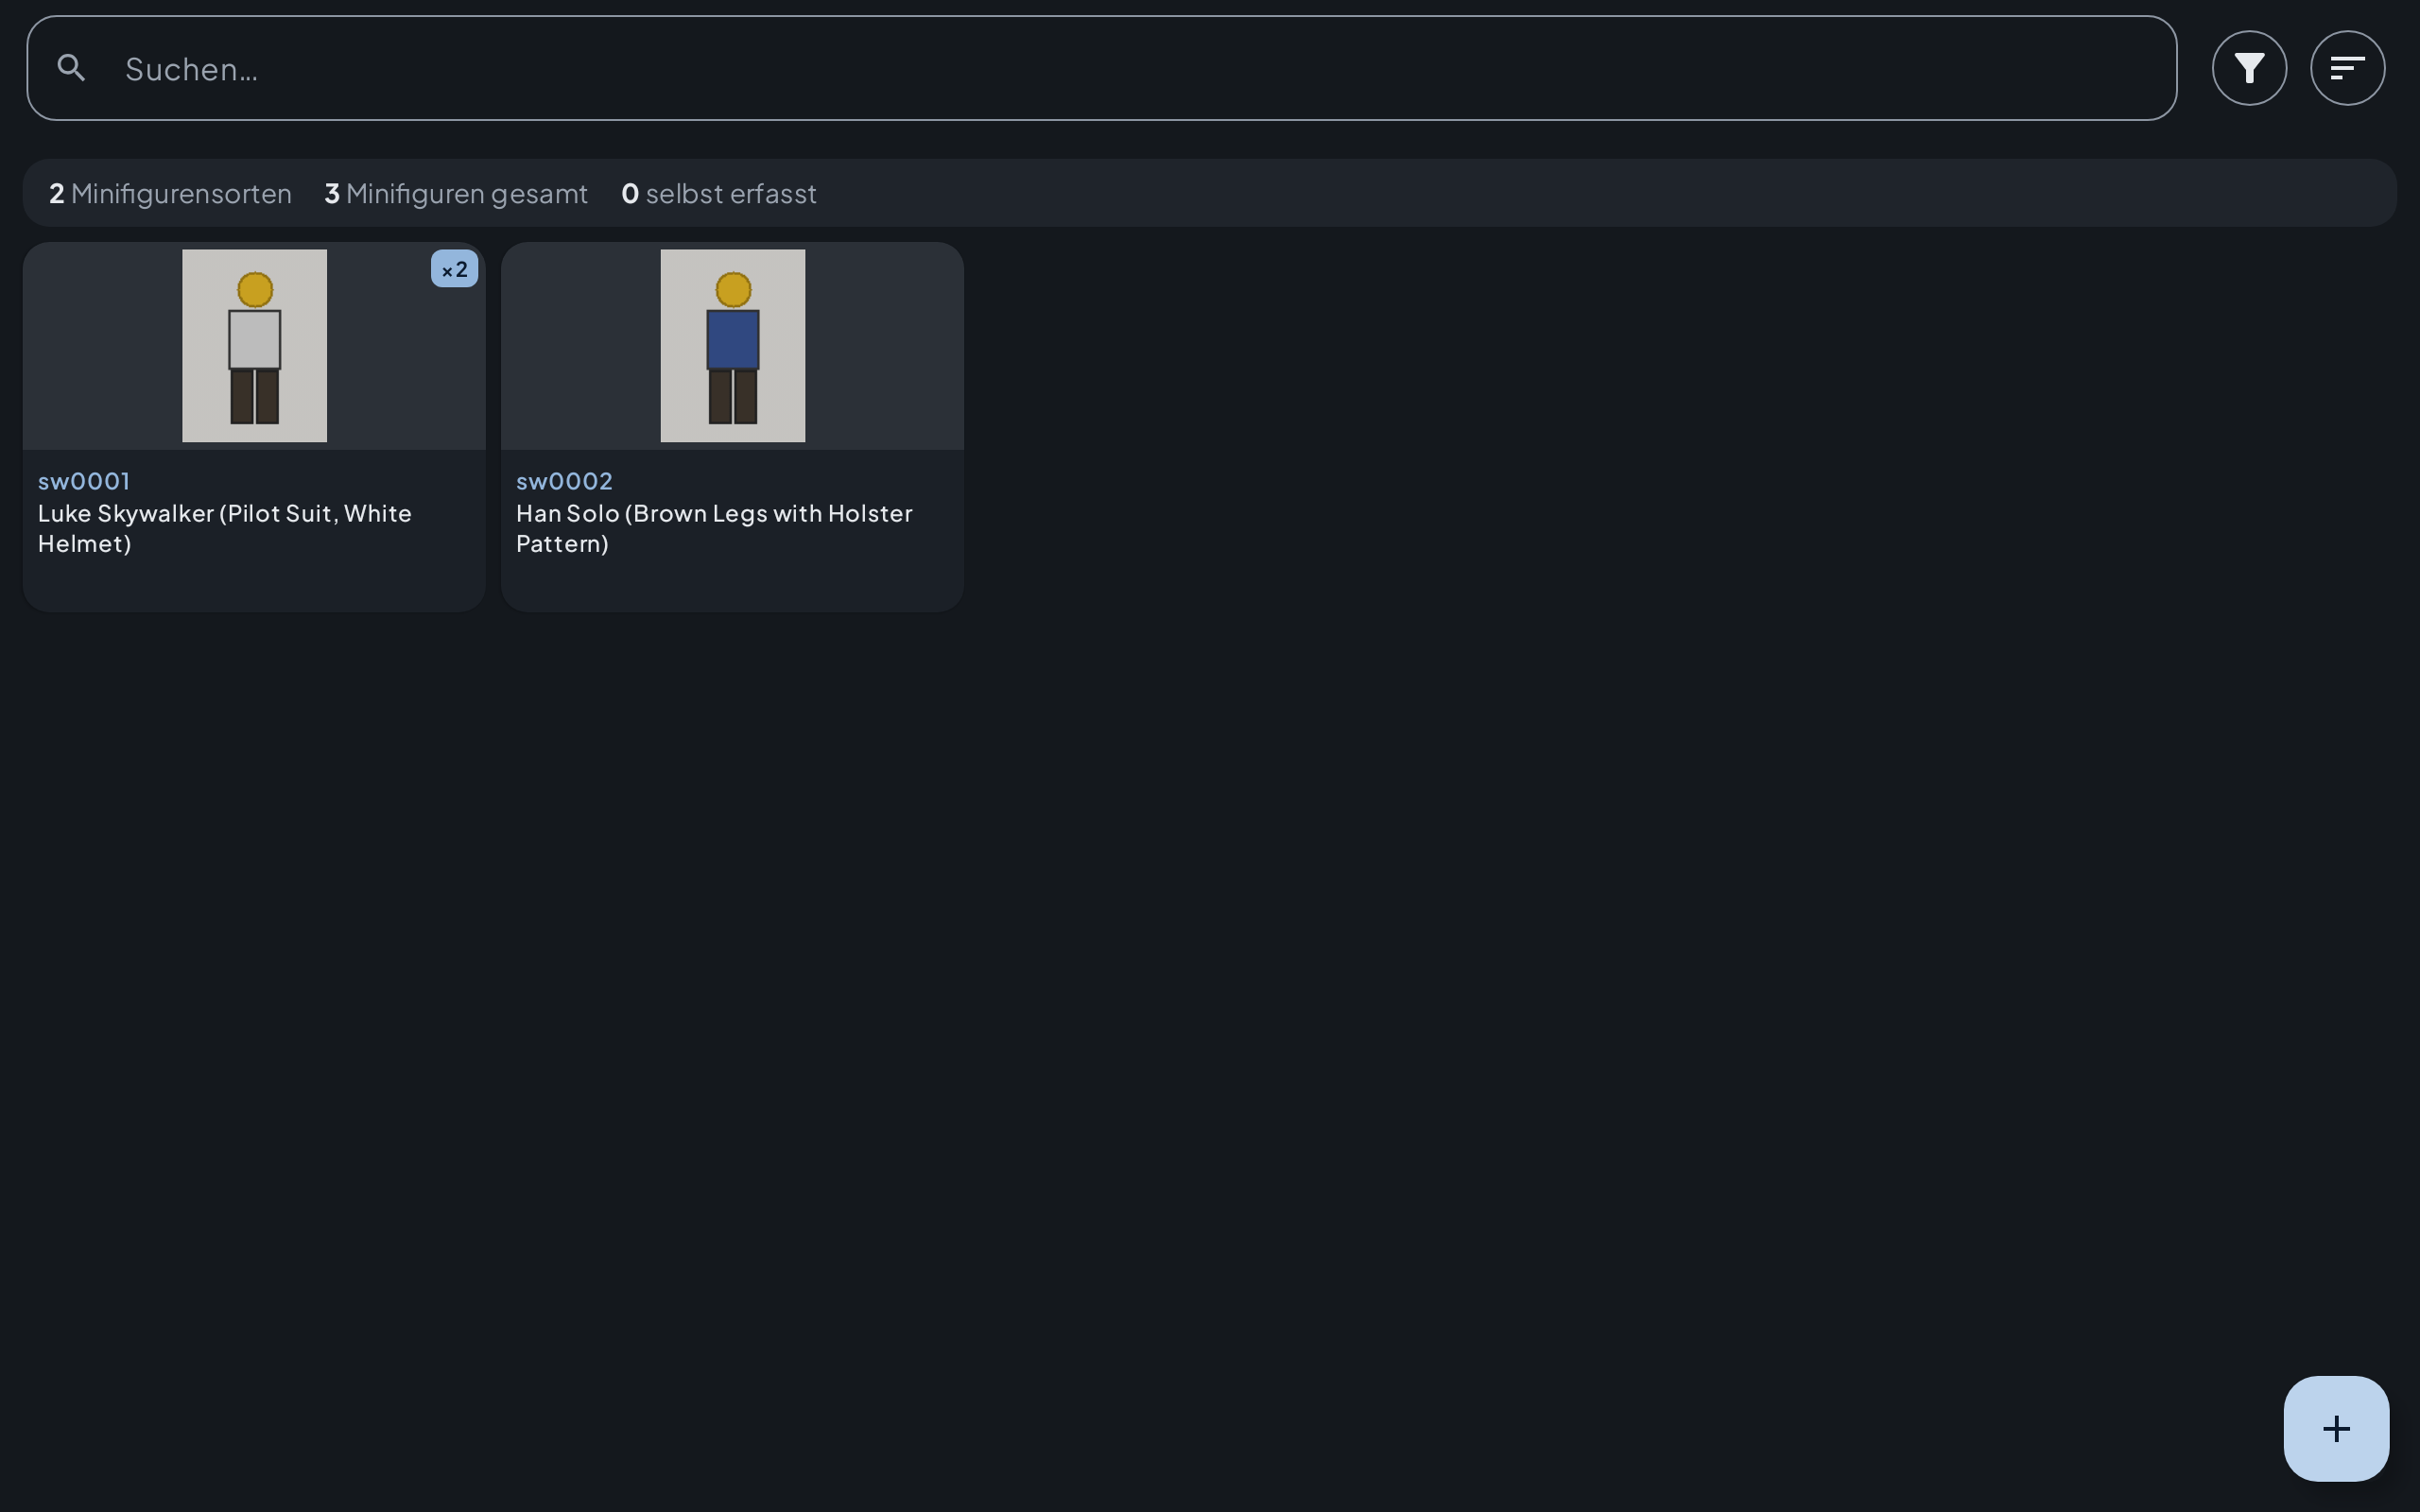 Suchen...
2 Minifigurensorten 3 Minifiguren gesamt 0 selbst erfasst
×2
sw0001
Luke Skywalker (Pilot Suit, White
Helmet)
sw0002
Han Solo (Brown Legs with Holster
Pattern)